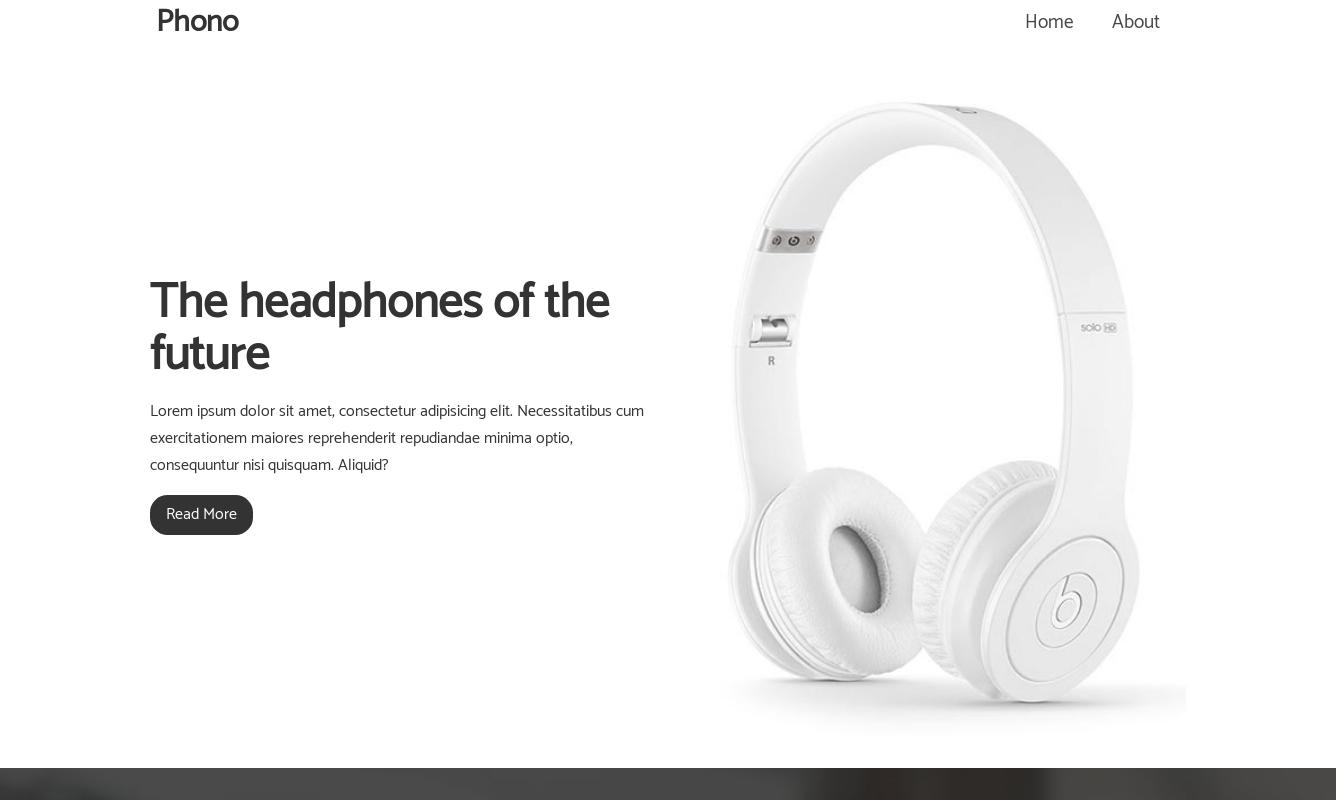 Phono
Home
About
The headphones of the
future
Lorem ipsum dolor sit amet, consectetur adipisicing elit. Necessitatibus cum
exercitationem maiores reprehenderit repudiandae minima optio,
consequuntur nisi quisquam. Aliquid?
Read More
solo HD
R
b